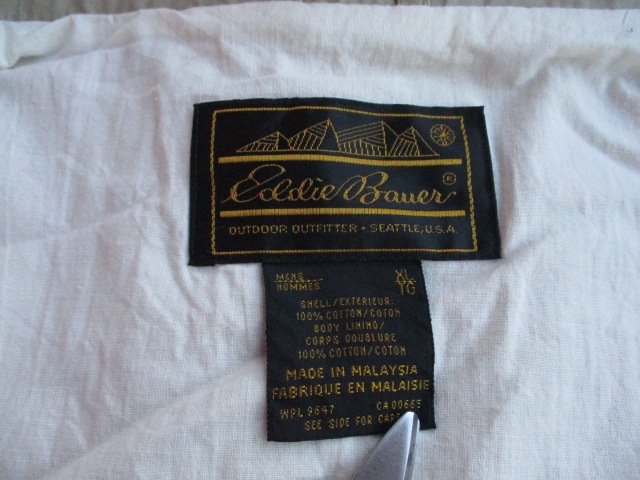 Eddie Bauer ®
OUTDOOR OUTFITTER • SEATTLE, U.S.A.
MENS XL
HOMMES TG
SHELL/EXTERIEUR:
100% COTTON/COTON
BODY LINING/
CORPS DOUBLURE
100% COTTON/COTON
MADE IN MALAYSIA
FABRIQUE EN MALAISIE
WPL 9647 CA 00665
SEE SIDE FOR CARE